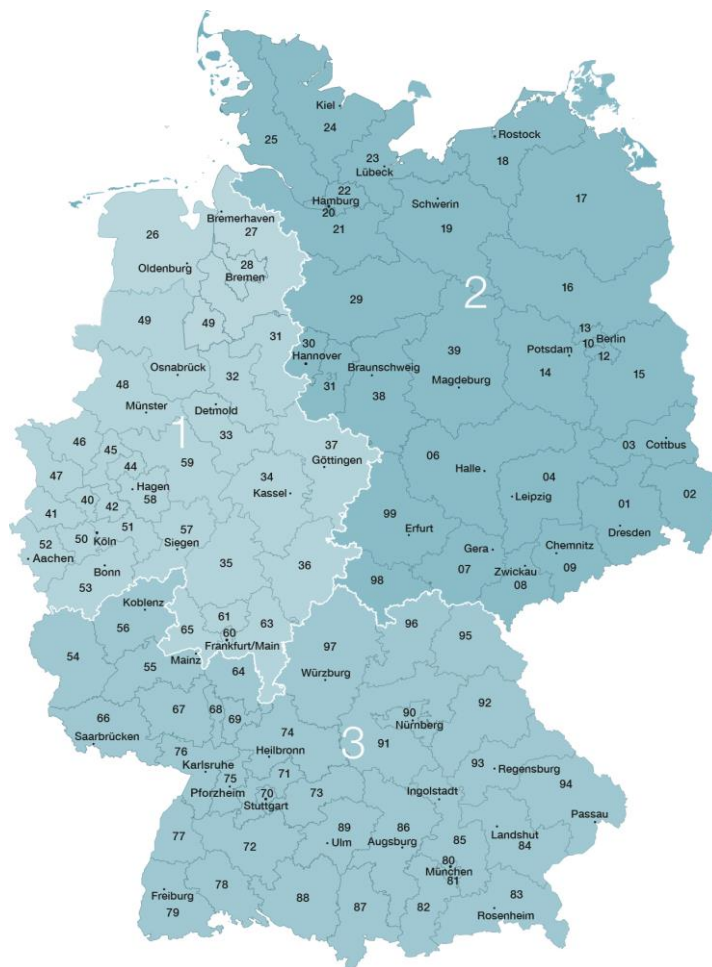 Kiel
24
25
Rostock
18
23
Lübeck
22
Hamburg
20
Schwerin
17
Bremerhaven
27
21
19
26
28
Oldenburg
Bremen
16
29
2
49
49
31
30
Hannover
13
Berlin
10
Potsdam
12
39
Osnabrück
32
31
Braunschweig
14
15
48
Magdeburg
38
Münster
Detmold
1
33
46
45
37
03
Cottbus
59
Göttingen
06
44
34
47
Halle
04
02
Hagen
Kassel
40
42
58
Leipzig
01
41
99
51
57
Dresden
50
Köln
Erfurt
52
Siegen
Gera
Chemnitz
Aachen
35
36
Zwickau
09
07
Bonn
98
08
53
Koblenz
61
63
56
65
60
96
95
Frankfurt/Main
97
54
Mainz
55
64
Würzburg
67
68
92
66
69
90
Nürnberg
74
Saarbrücken
3
91
76
Heilbronn
Karlsruhe
93
Regensburg
75
71
94
Pforzheim
70
73
Ingolstadt
Stuttgart
Passau
77
89
86
85
Landshut
72
Ulm
Augsburg
84
80
München
81
78
83
Freiburg
88
87
82
79
Rosenheim